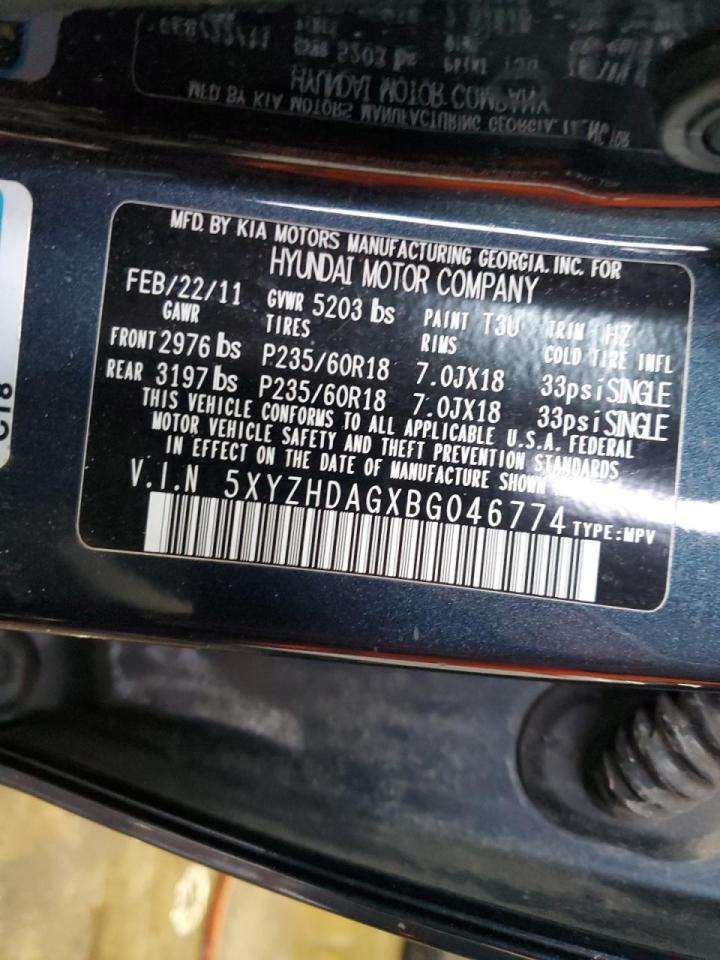 MFD. BY KIA MOTORS MANUFACTURING GEORGIA. INC. FOR
HYUNDAI MOTOR COMPANY
FEB/22/11 GVWR 5203 lbs PAINT T3U TRIM HZ
GAWR TIRES RIMS COLD TIRE INFL
FRONT 2976 lbs P235/60R18 7.0JX18 33psi SINGLE
REAR 3197 lbs P235/60R18 7.0JX18 33psi SINGLE
THIS VEHICLE CONFORMS TO ALL APPLICABLE U.S.A. FEDERAL
MOTOR VEHICLE SAFETY AND THEFT PREVENTION STANDARDS
IN EFFECT ON THE DATE OF MANUFACTURE SHOWN ABOVE.
V.I.N 5XYZHDAGXBG046774 TYPE:MPV